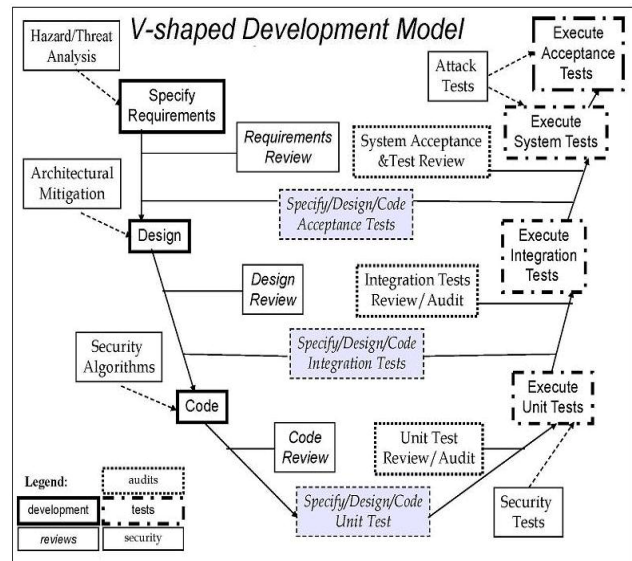 V-shaped Development Model
Hazard/Threat
Analysis
Specify
Requirements
Attack
Tests
Execute
Acceptance
Tests
Requirements
Review
System Acceptance
&Test Review
Execute
System Tests
Architectural
Mitigation
Specify/Design/Code
Acceptance Tests
Design
Execute
Integration
Tests
Design
Review
Integration Tests
Review/Audit
Security
Algorithms
Specify/Design/Code
Integration Tests
Code
Execute
Unit Tests
Code
Review
Unit Test
Review/Audit
Specify/Design/Code
Unit Test
Security
Tests
Legend:
audits
development
tests
reviews
security